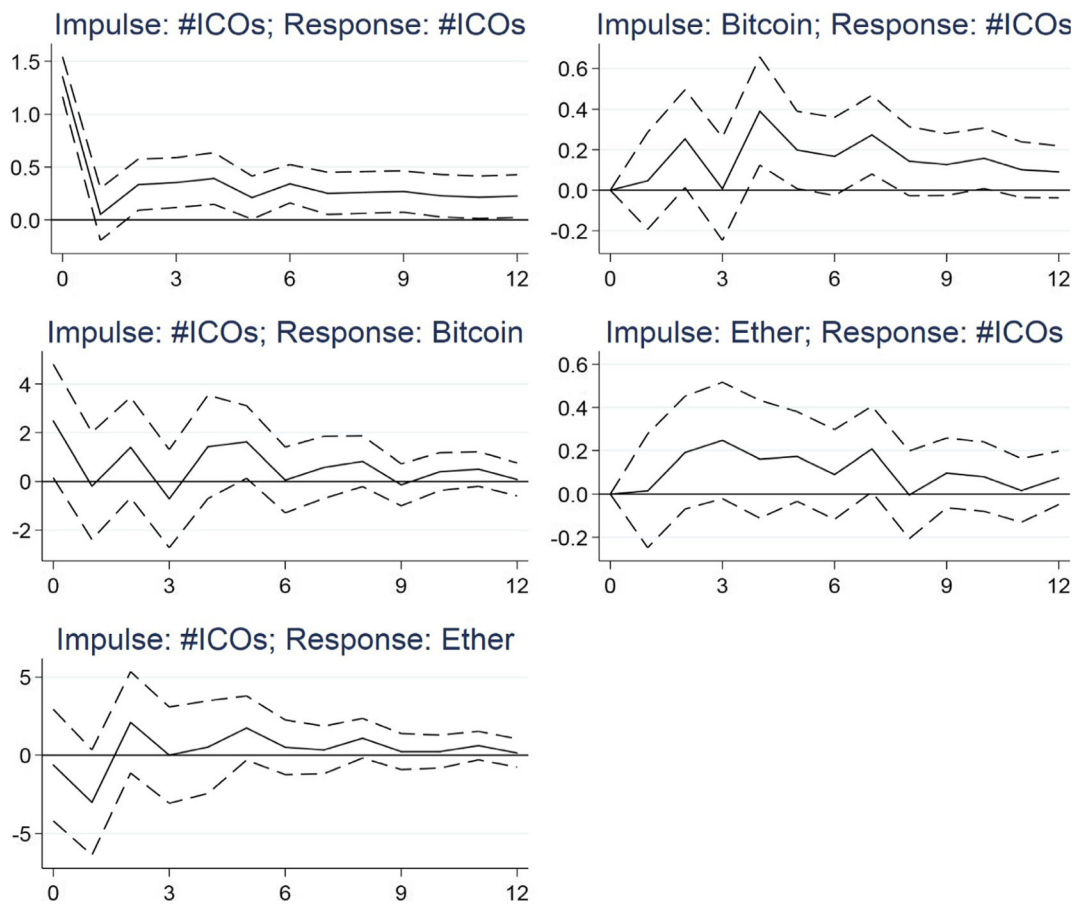 Impulse: #ICOs; Response: #ICOs
1.5
1.0
0.5
0.0
0 3 6 9 12
Impulse: Bitcoin; Response: #ICOs
0.6
0.4
0.2
0.0
-0.2
0 3 6 9 12
Impulse: #ICOs; Response: Bitcoin
4
2
0
-2
0 3 6 9 12
Impulse: Ether; Response: #ICOs
0.6
0.4
0.2
0.0
-0.2
0 3 6 9 12
Impulse: #ICOs; Response: Ether
5
0
-5
0 3 6 9 12